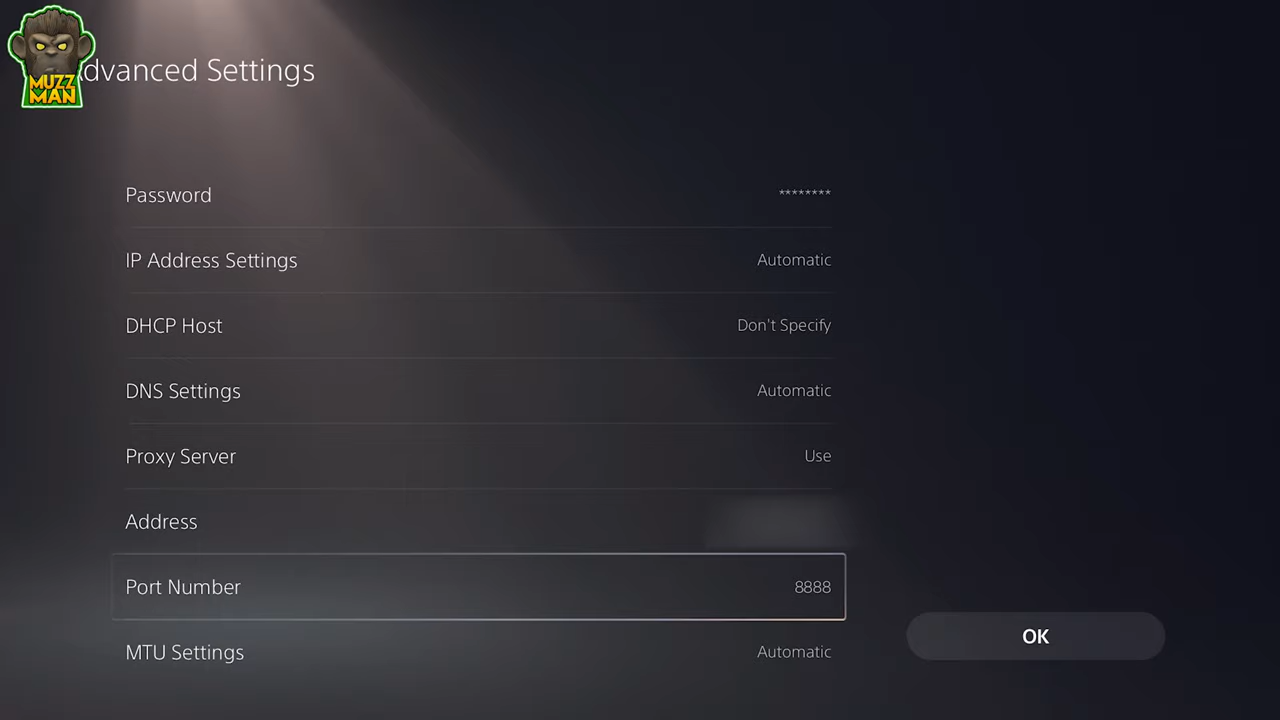 MUZZ
MAN
dvanced Settings
Password ********
IP Address Settings Automatic
DHCP Host Don't Specify
DNS Settings Automatic
Proxy Server Use
Address
Port Number 8888
OK
MTU Settings Automatic